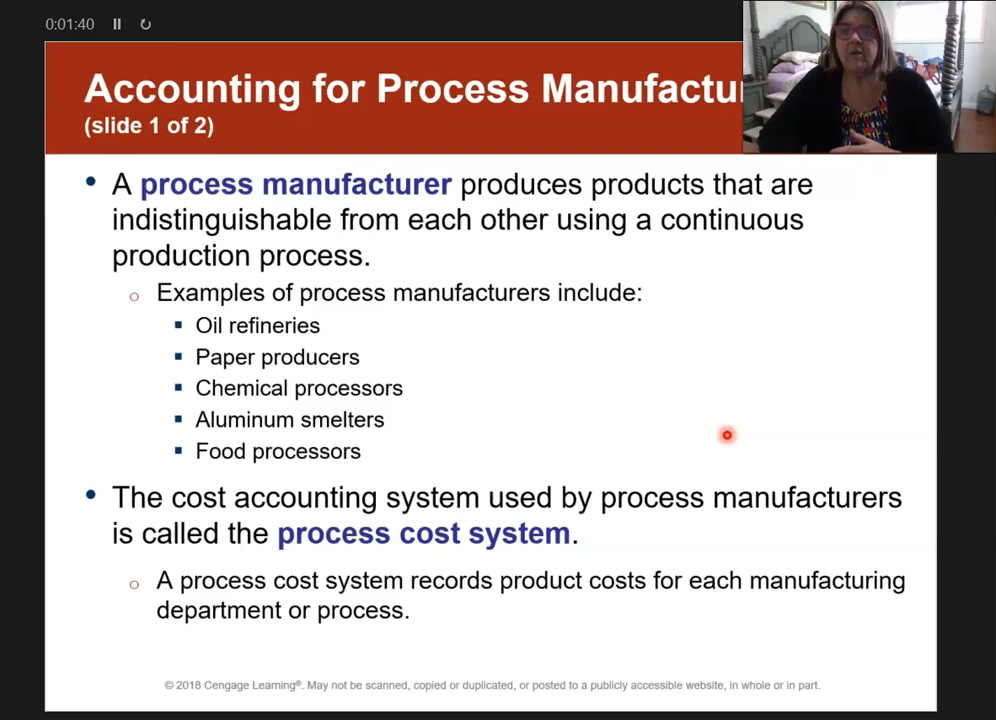 0:01:40
Accounting for Process Manufactu
(slide 1 of 2)
• A process manufacturer produces products that are
indistinguishable from each other using a continuous
production process.
o Examples of process manufacturers include:
▪ Oil refineries
▪ Paper producers
▪ Chemical processors
▪ Aluminum smelters
▪ Food processors
• The cost accounting system used by process manufacturers
is called the process cost system.
o A process cost system records product costs for each manufacturing
department or process.
© 2018 Cengage Learning®. May not be scanned, copied or duplicated, or posted to a publicly accessible website, in whole or in part.